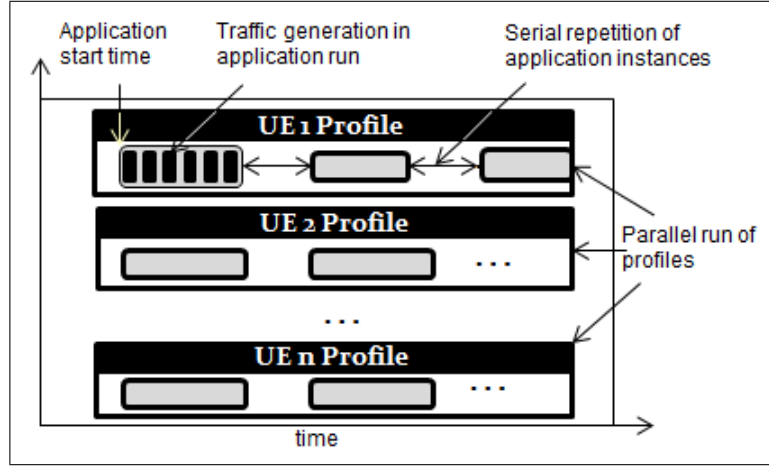 Application
start time
Traffic generation in
application run
Serial repetition of
application instances
UE 1 Profile
UE 2 Profile
...
Parallel run of
profiles
...
UE n Profile
...
time